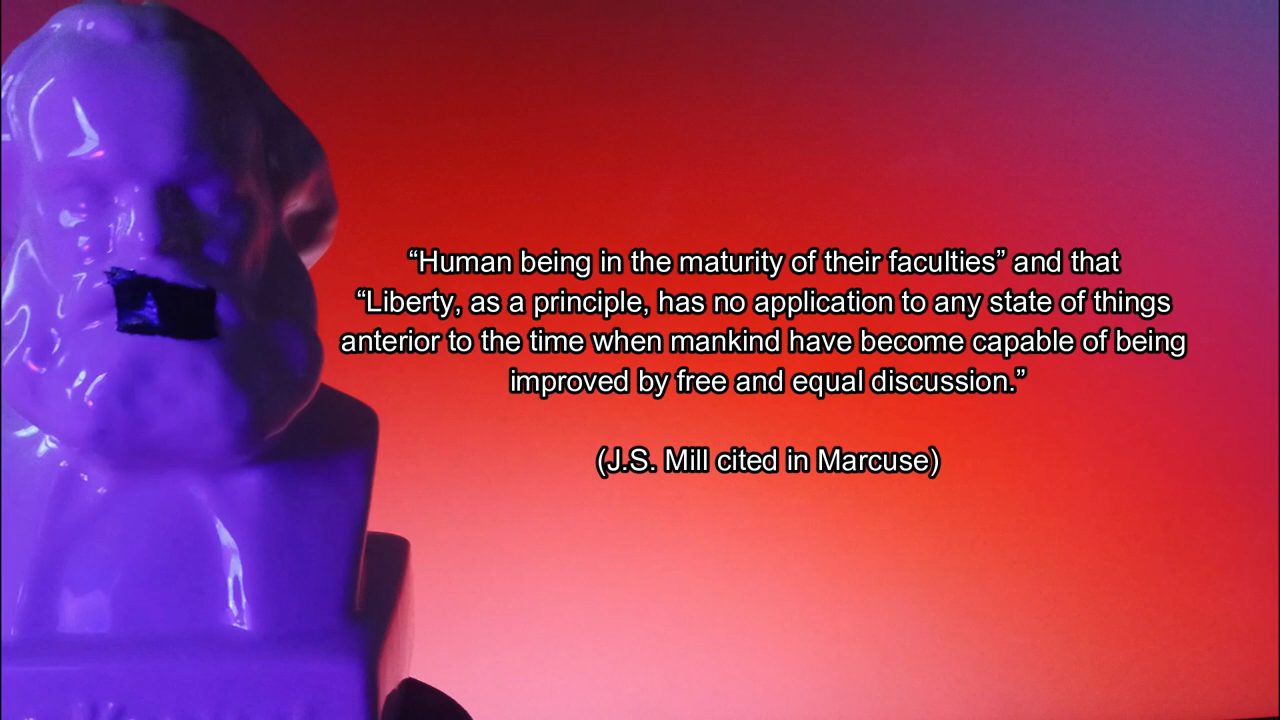 “Human being in the maturity of their faculties” and that
“Liberty, as a principle, has no application to any state of things
anterior to the time when mankind have become capable of being
improved by free and equal discussion.”
(J.S. Mill cited in Marcuse)